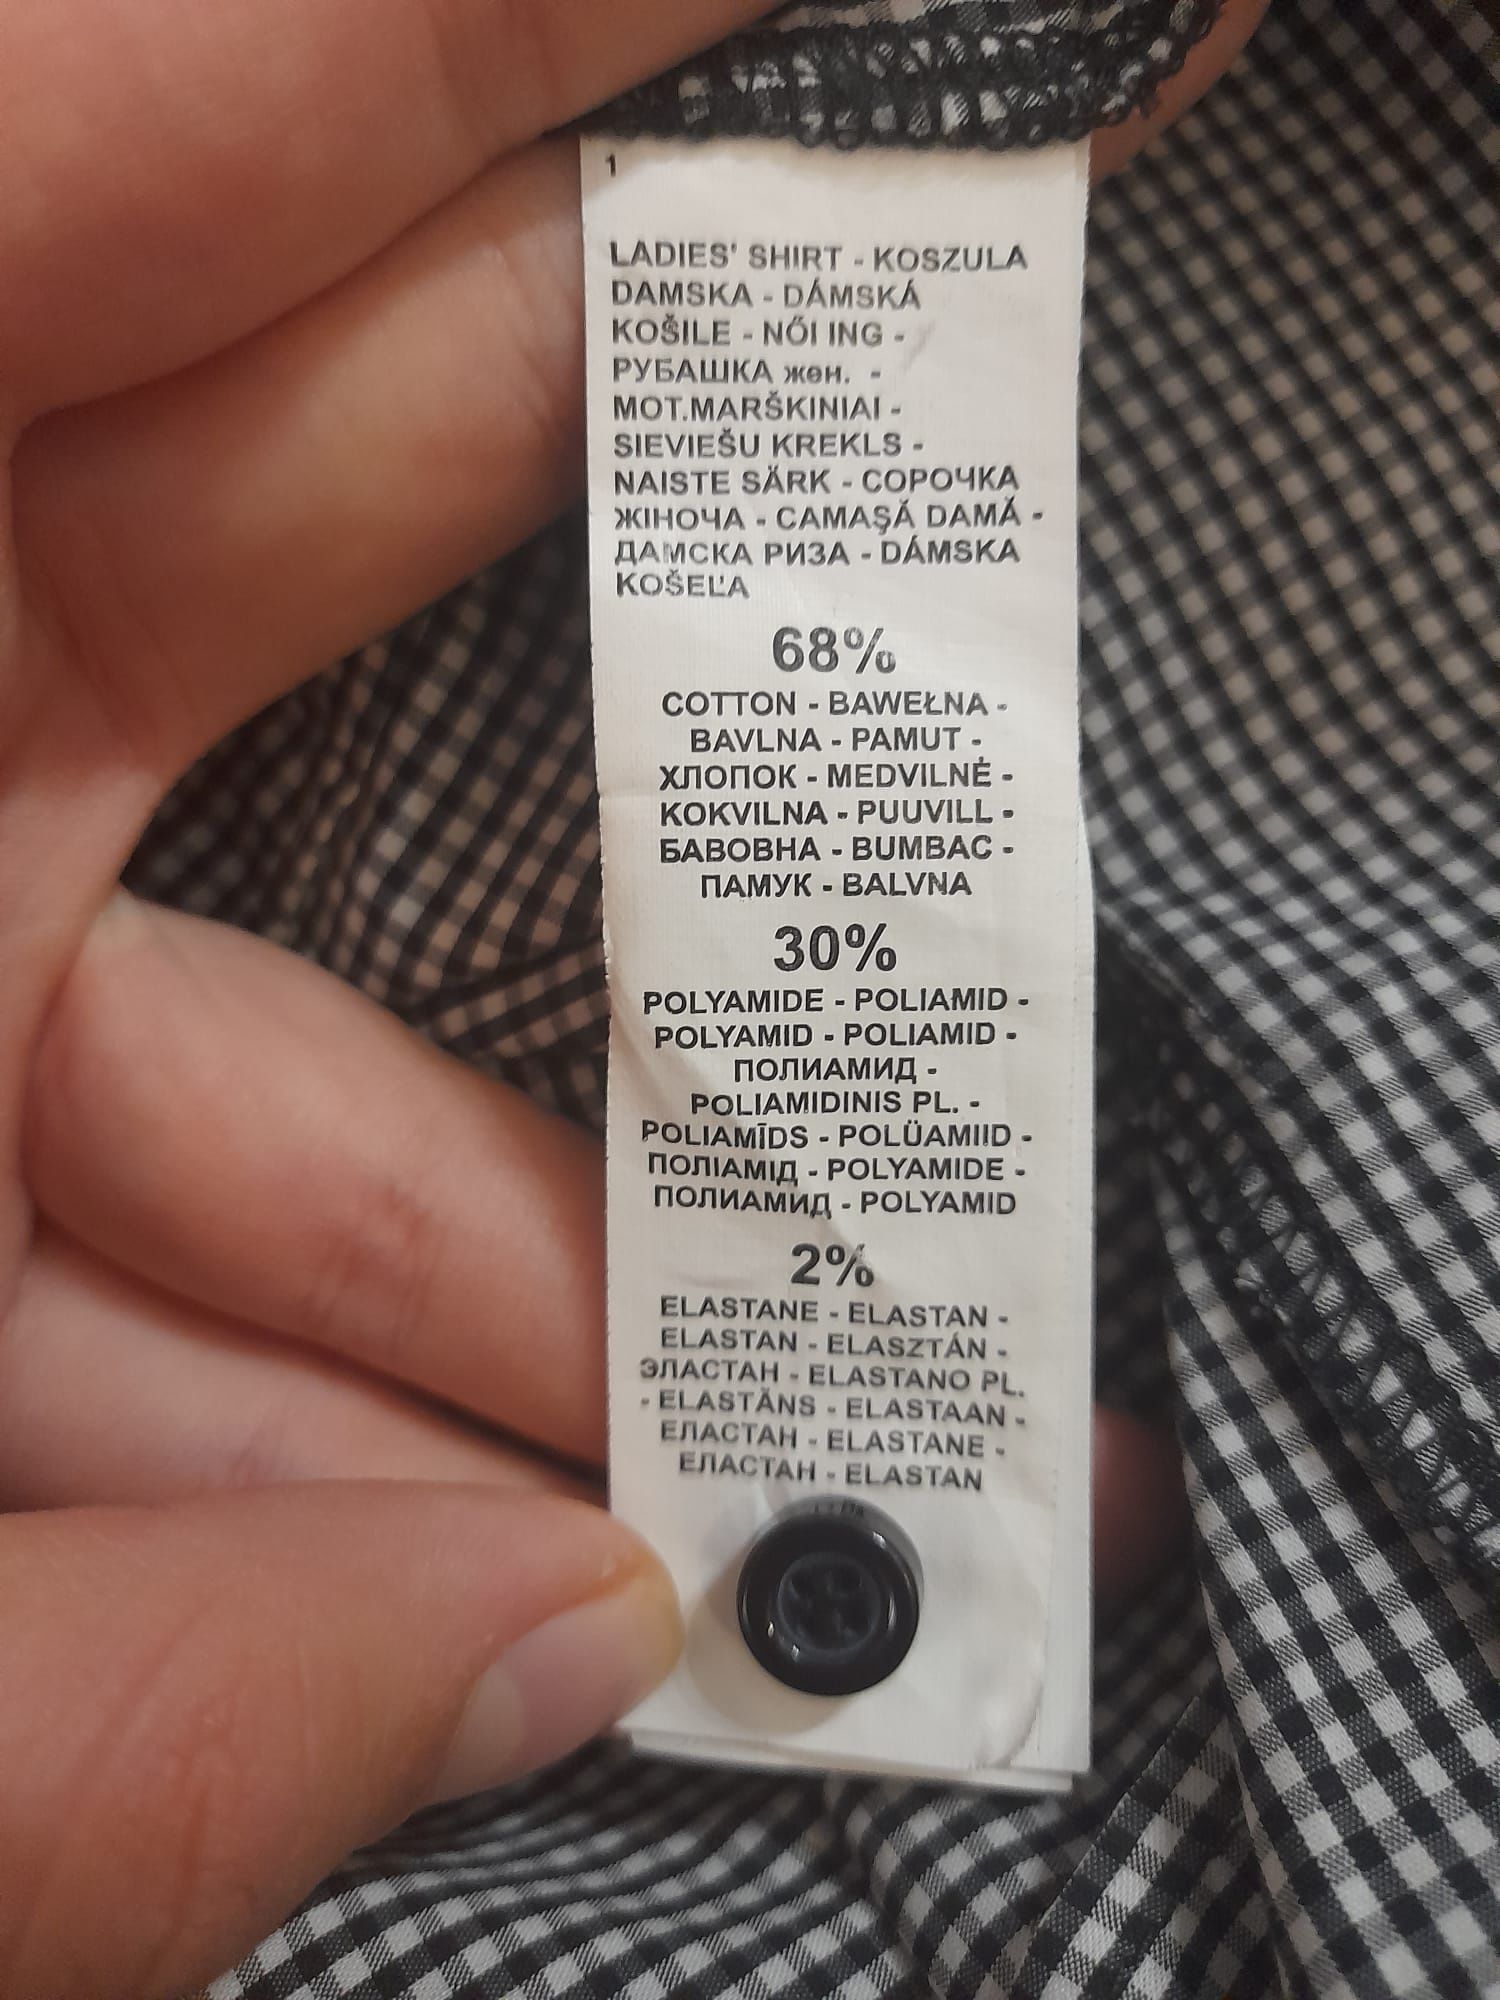 1
LADIES' SHIRT - KOSZULA
DAMSKA - DÁMSKÁ
KOŠILE - NŐI ING -
РУБАШКА жен. -
MOT.MARŠKINIAI -
SIEVIEŠU KREKLS -
NAISTE SÄRK - СОРОЧКА
ЖІНОЧА - CAMAŞĂ DAMĂ -
ДАМСКА РИЗА - DÁMSKA
KOŠEĽA
68%
COTTON - BAWEŁNA -
BAVLNA - PAMUT -
ХЛОПОК - MEDVILNĖ -
KOKVILNA - PUUVILL -
БАВОВНА - BUMBAC -
ПАМУК - BALVNA
30%
POLYAMIDE - POLIAMID -
POLYAMID - POLIAMID -
ПОЛИАМИД -
POLIAMIDINIS PL. -
POLIAMĪDS - POLÜAMIID -
ПОЛІАМІД - POLYAMIDE -
ПОЛИАМИД - POLYAMID
2%
ELASTANE - ELASTAN -
ELASTAN - ELASZTÁN -
ЭЛАСТАН - ELASTANO PL.
- ELASTĀNS - ELASTAAN -
ЕЛАСТАН - ELASTANE -
ЕЛАСТАН - ELASTAN